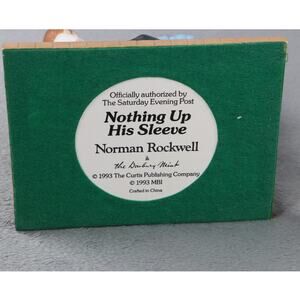 Officially authorized by
The Saturday Evening Post
Nothing Up
His Sleeve
Norman Rockwell
&
the Danbury Mint
© 1993 The Curtis Publishing Company
© 1993 MBI
Crafted in China